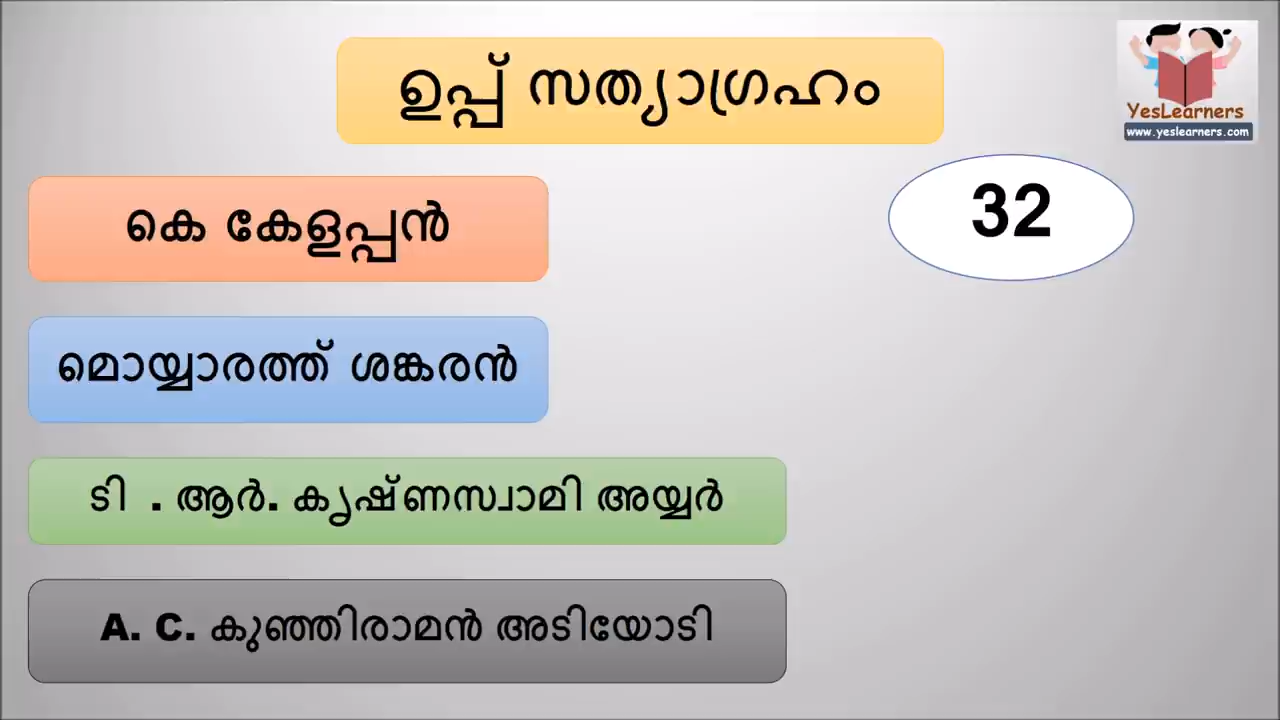 ഉപ്പ് സത്യാഗ്രഹം
YesLearners
www.yeslearners.com
കെ കേളപ്പൻ
32
മൊയ്യാരത്ത് ശങ്കരൻ
ടി . ആർ. കൃഷ്ണസ്വാമി അയ്യർ
A. C. കുഞ്ഞിരാമൻ അടിയോടി